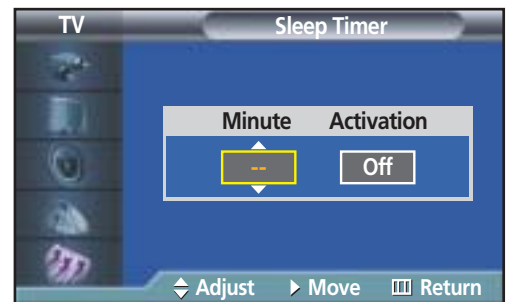 TV Sleep Timer
Minute Activation
-- Off
Adjust Move Return